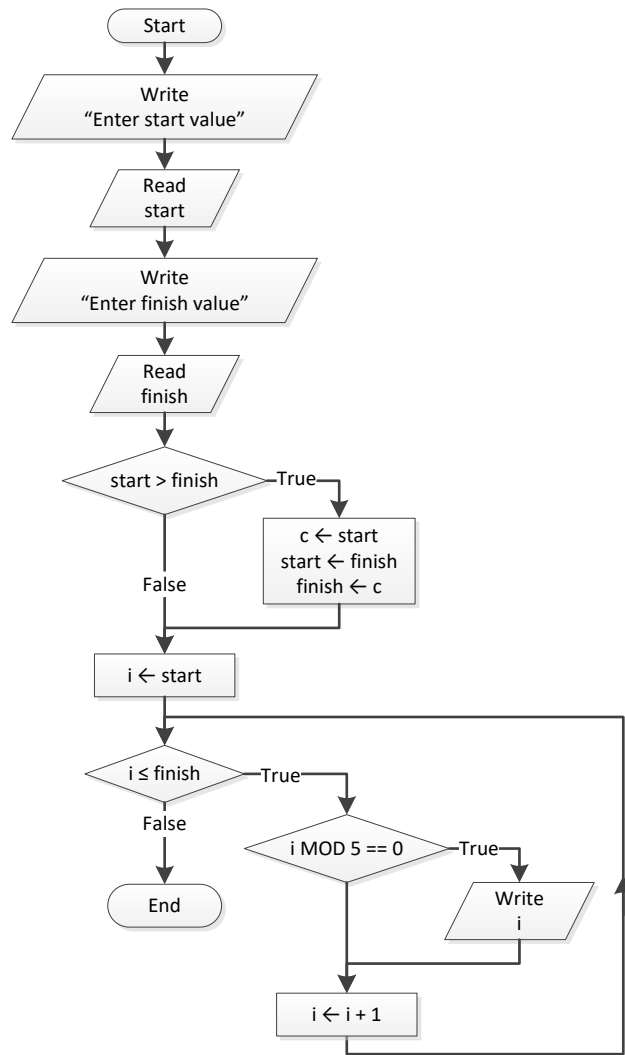 Start
Write
“Enter start value”
Read
start
Write
“Enter finish value”
Read
finish
start > finish
True
c ← start
start ← finish
finish ← c
False
i ← start
i ≤ finish
True
False
i MOD 5 == 0
True
End
Write
i
i ← i + 1